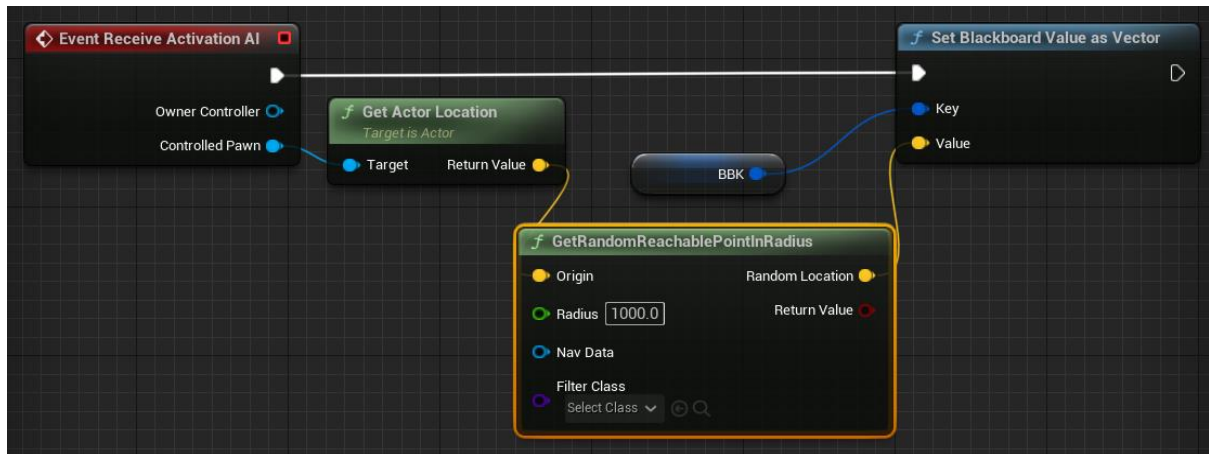 Event Receive Activation AI
Owner Controller
Controlled Pawn
f Get Actor Location
Target is Actor
Target Return Value
BBK
f Set Blackboard Value as Vector
Key
Value
f GetRandomReachablePointInRadius
Origin Random Location
Radius 1000.0 Return Value
Nav Data
Filter Class
Select Class